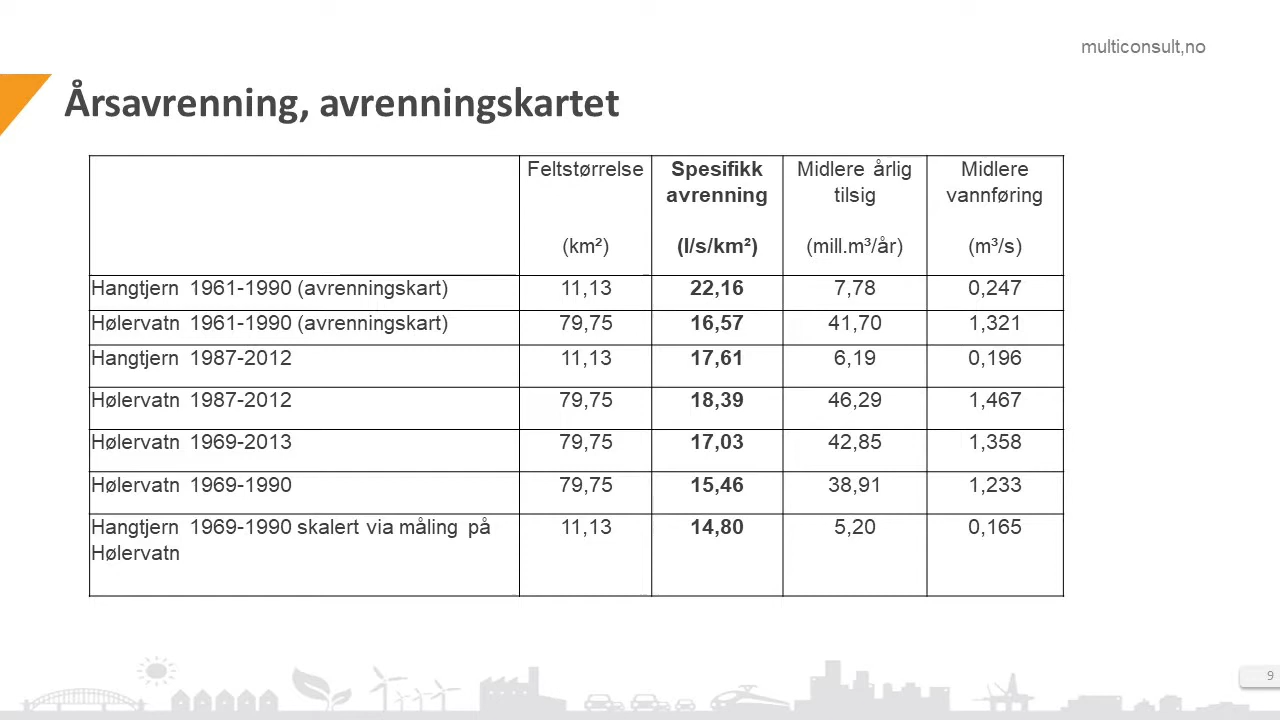 multiconsult,no
Årsavrenning, avrenningskartet
Feltstørrelse (km²) Spesifikk avrenning (l/s/km²) Midlere årlig tilsig (mill.m³/år) Midlere vannføring (m³/s)
Hangtjern 1961-1990 (avrenningskart) 11,13 22,16 7,78 0,247
Hølervatn 1961-1990 (avrenningskart) 79,75 16,57 41,70 1,321
Hangtjern 1987-2012 11,13 17,61 6,19 0,196
Hølervatn 1987-2012 79,75 18,39 46,29 1,467
Hølervatn 1969-2013 79,75 17,03 42,85 1,358
Hølervatn 1969-1990 79,75 15,46 38,91 1,233
Hangtjern 1969-1990 skalert via måling på Hølervatn 11,13 14,80 5,20 0,165
9